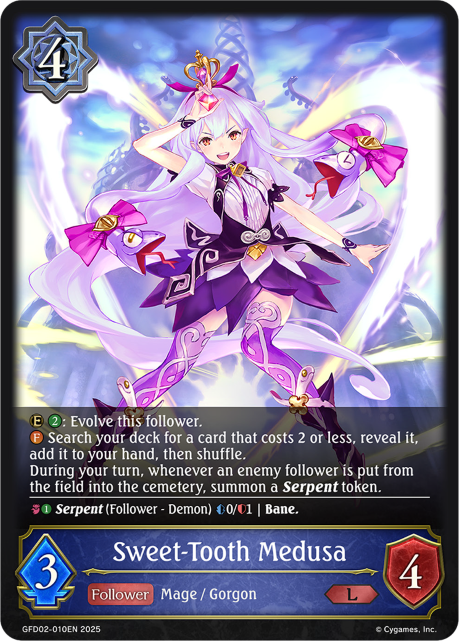 4
E 2: Evolve this follower.
F Search your deck for a card that costs 2 or less, reveal it,
add it to your hand, then shuffle.
During your turn, whenever an enemy follower is put from
the field into the cemetery, summon a Serpent token.
1 Serpent (Follower - Demon) 0/1 | Bane.
Sweet-Tooth Medusa
3
Follower Mage / Gorgon L
4
GFD02-010EN 2025 © Cygames, Inc.